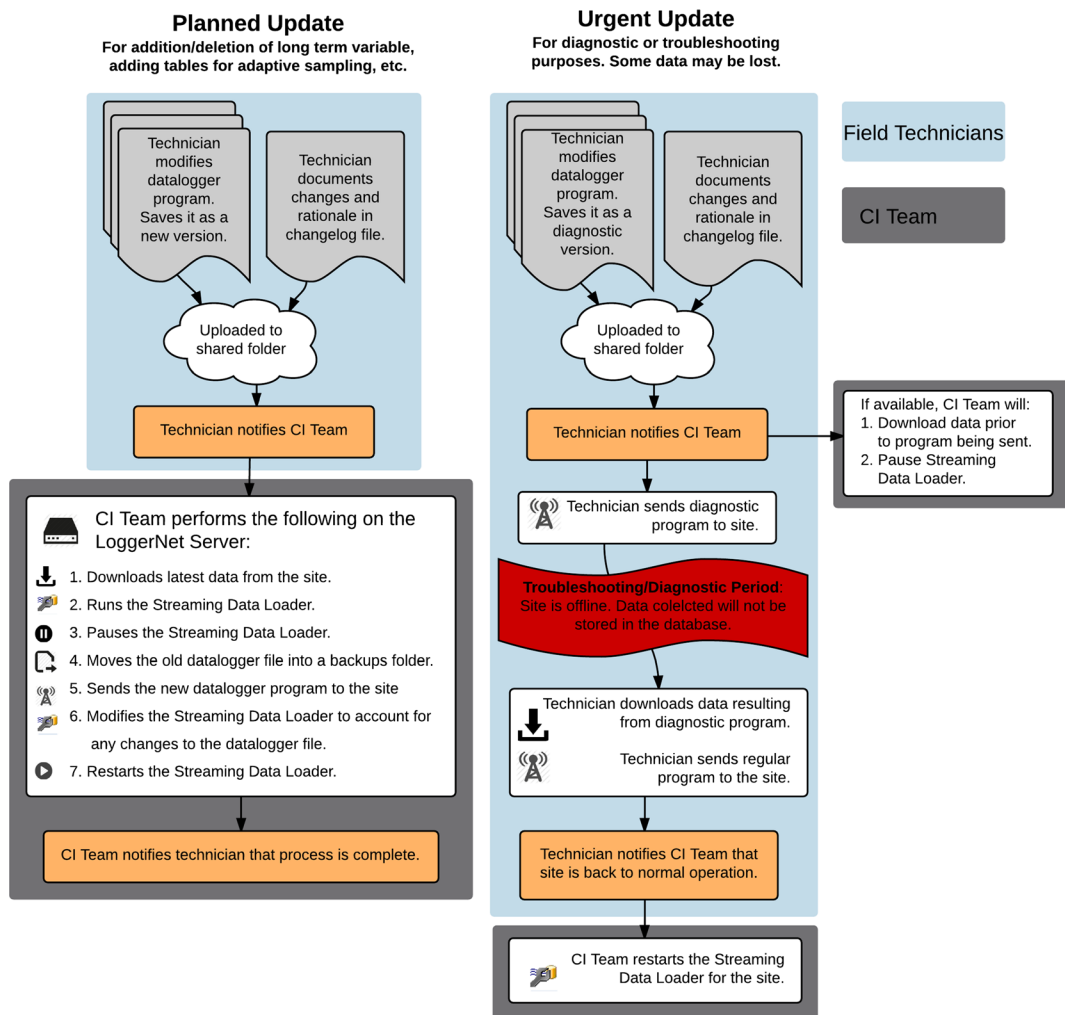 Planned Update
For addition/deletion of long term variable,
adding tables for adaptive sampling, etc.
Technician
modifies
datalogger
program.
Saves it as a
new version.
Technician
documents
changes and
rationale in
changelog file.
Uploaded to
shared folder
Technician notifies CI Team
CI Team performs the following on the
LoggerNet Server:
1. Downloads latest data from the site.
2. Runs the Streaming Data Loader.
3. Pauses the Streaming Data Loader.
4. Moves the old datalogger file into a backups folder.
5. Sends the new datalogger program to the site
6. Modifies the Streaming Data Loader to account for
any changes to the datalogger file.
7. Restarts the Streaming Data Loader.
CI Team notifies technician that process is complete.
Urgent Update
For diagnostic or troubleshooting
purposes. Some data may be lost.
Technician
modifies
datalogger
program.
Saves it as a
diagnostic
version.
Technician
documents
changes and
rationale in
changelog file.
Uploaded to
shared folder
Technician notifies CI Team
If available, CI Team will:
1. Download data prior
to program being sent.
2. Pause Streaming
Data Loader.
Technician sends diagnostic
program to site.
Troubleshooting/Diagnostic Period:
Site is offline. Data colelcted will not be
stored in the database.
Technician downloads data resulting
from diagnostic program.
Technician sends regular
program to the site.
Technician notifies CI Team that
site is back to normal operation.
CI Team restarts the Streaming
Data Loader for the site.
Field Technicians
CI Team